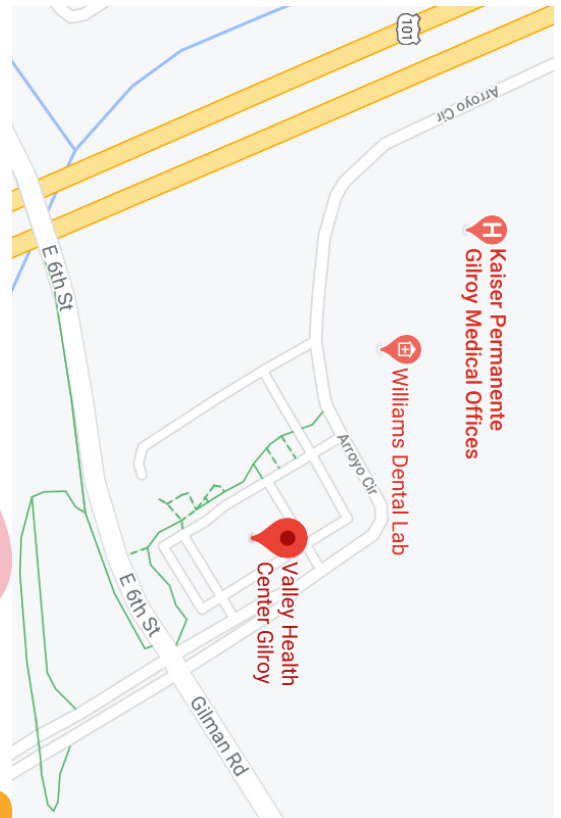 101
Arroyo Cir
Kaiser Permanente
Gilroy Medical Offices
Williams Dental Lab
Arroyo Cir
Valley Health
Center Gilroy
E 6th St
E 6th St
Gilman Rd
H